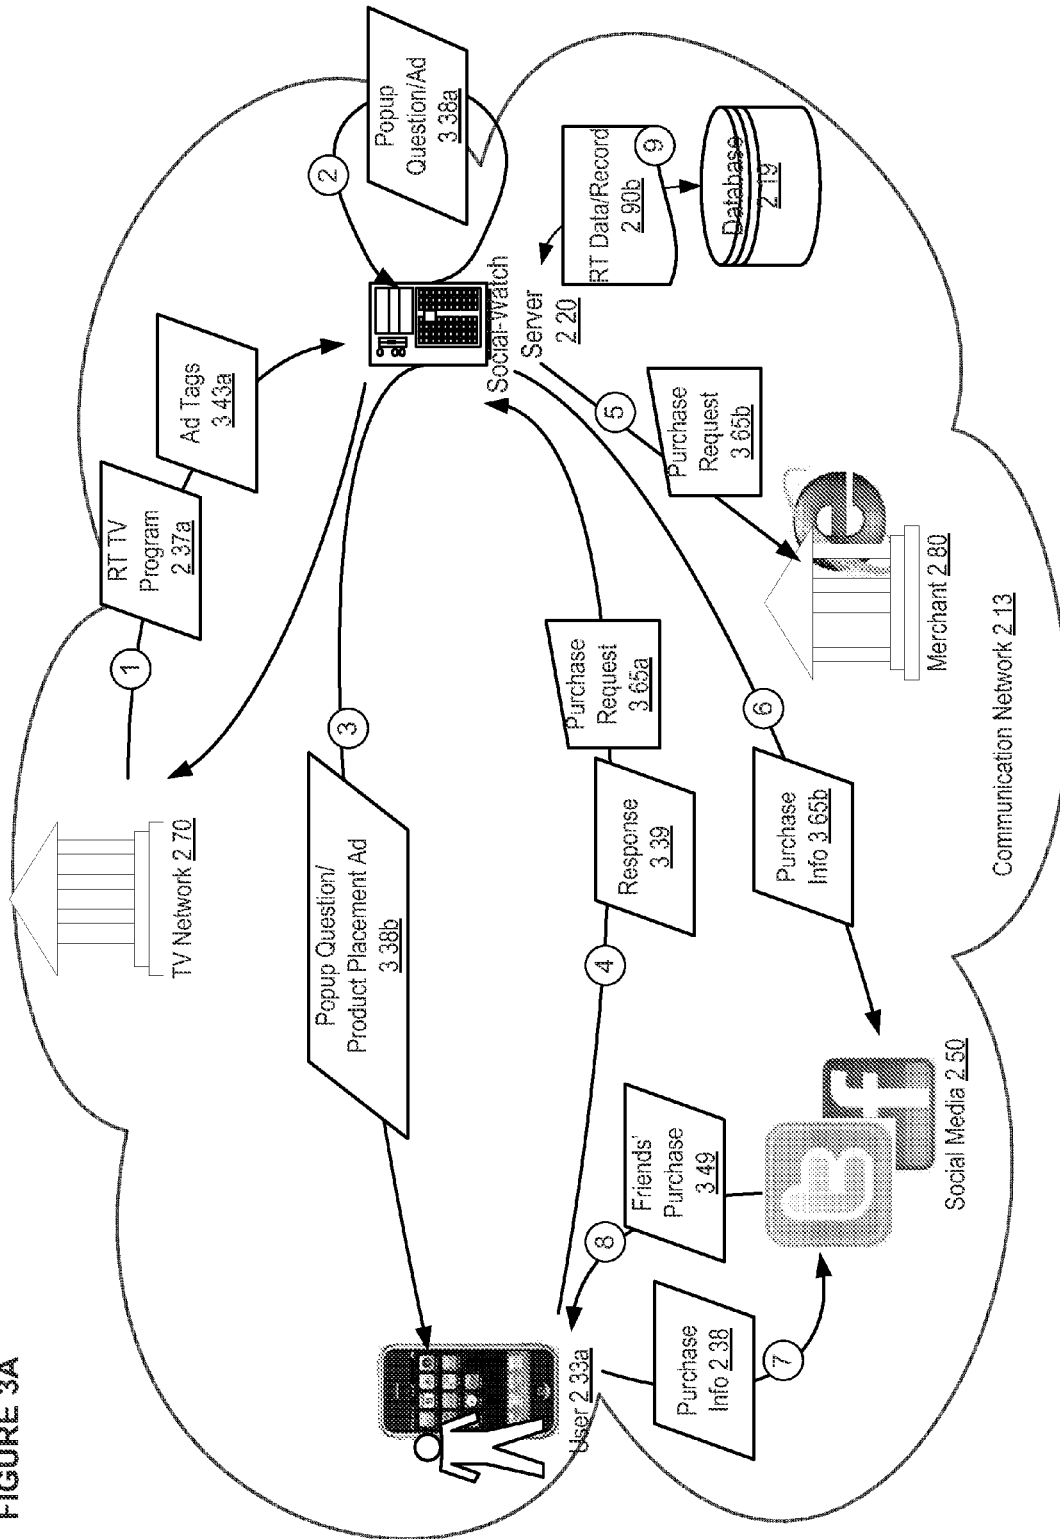 FIGURE 3A
TV Network 2 70
1
RT TV
Program
2 37a
Ad Tags
3 43a
2
Popup
Question/Ad
3 38a
Social-Watch
Server
2 20
3
Popup Question/
Product Placement Ad
3 38b
User 2 33a
4
Response
3 39
Purchase
Request
3 65a
5
Purchase
Request
3 65b
Merchant 2 80
6
Purchase
Info 3 65b
7
Purchase
Info 2 38
8
Friends'
Purchase
3 49
Social Media 2 50
f
e
9
RT Data/Record
2 90b
Database
2 19
Communication Network 2 13